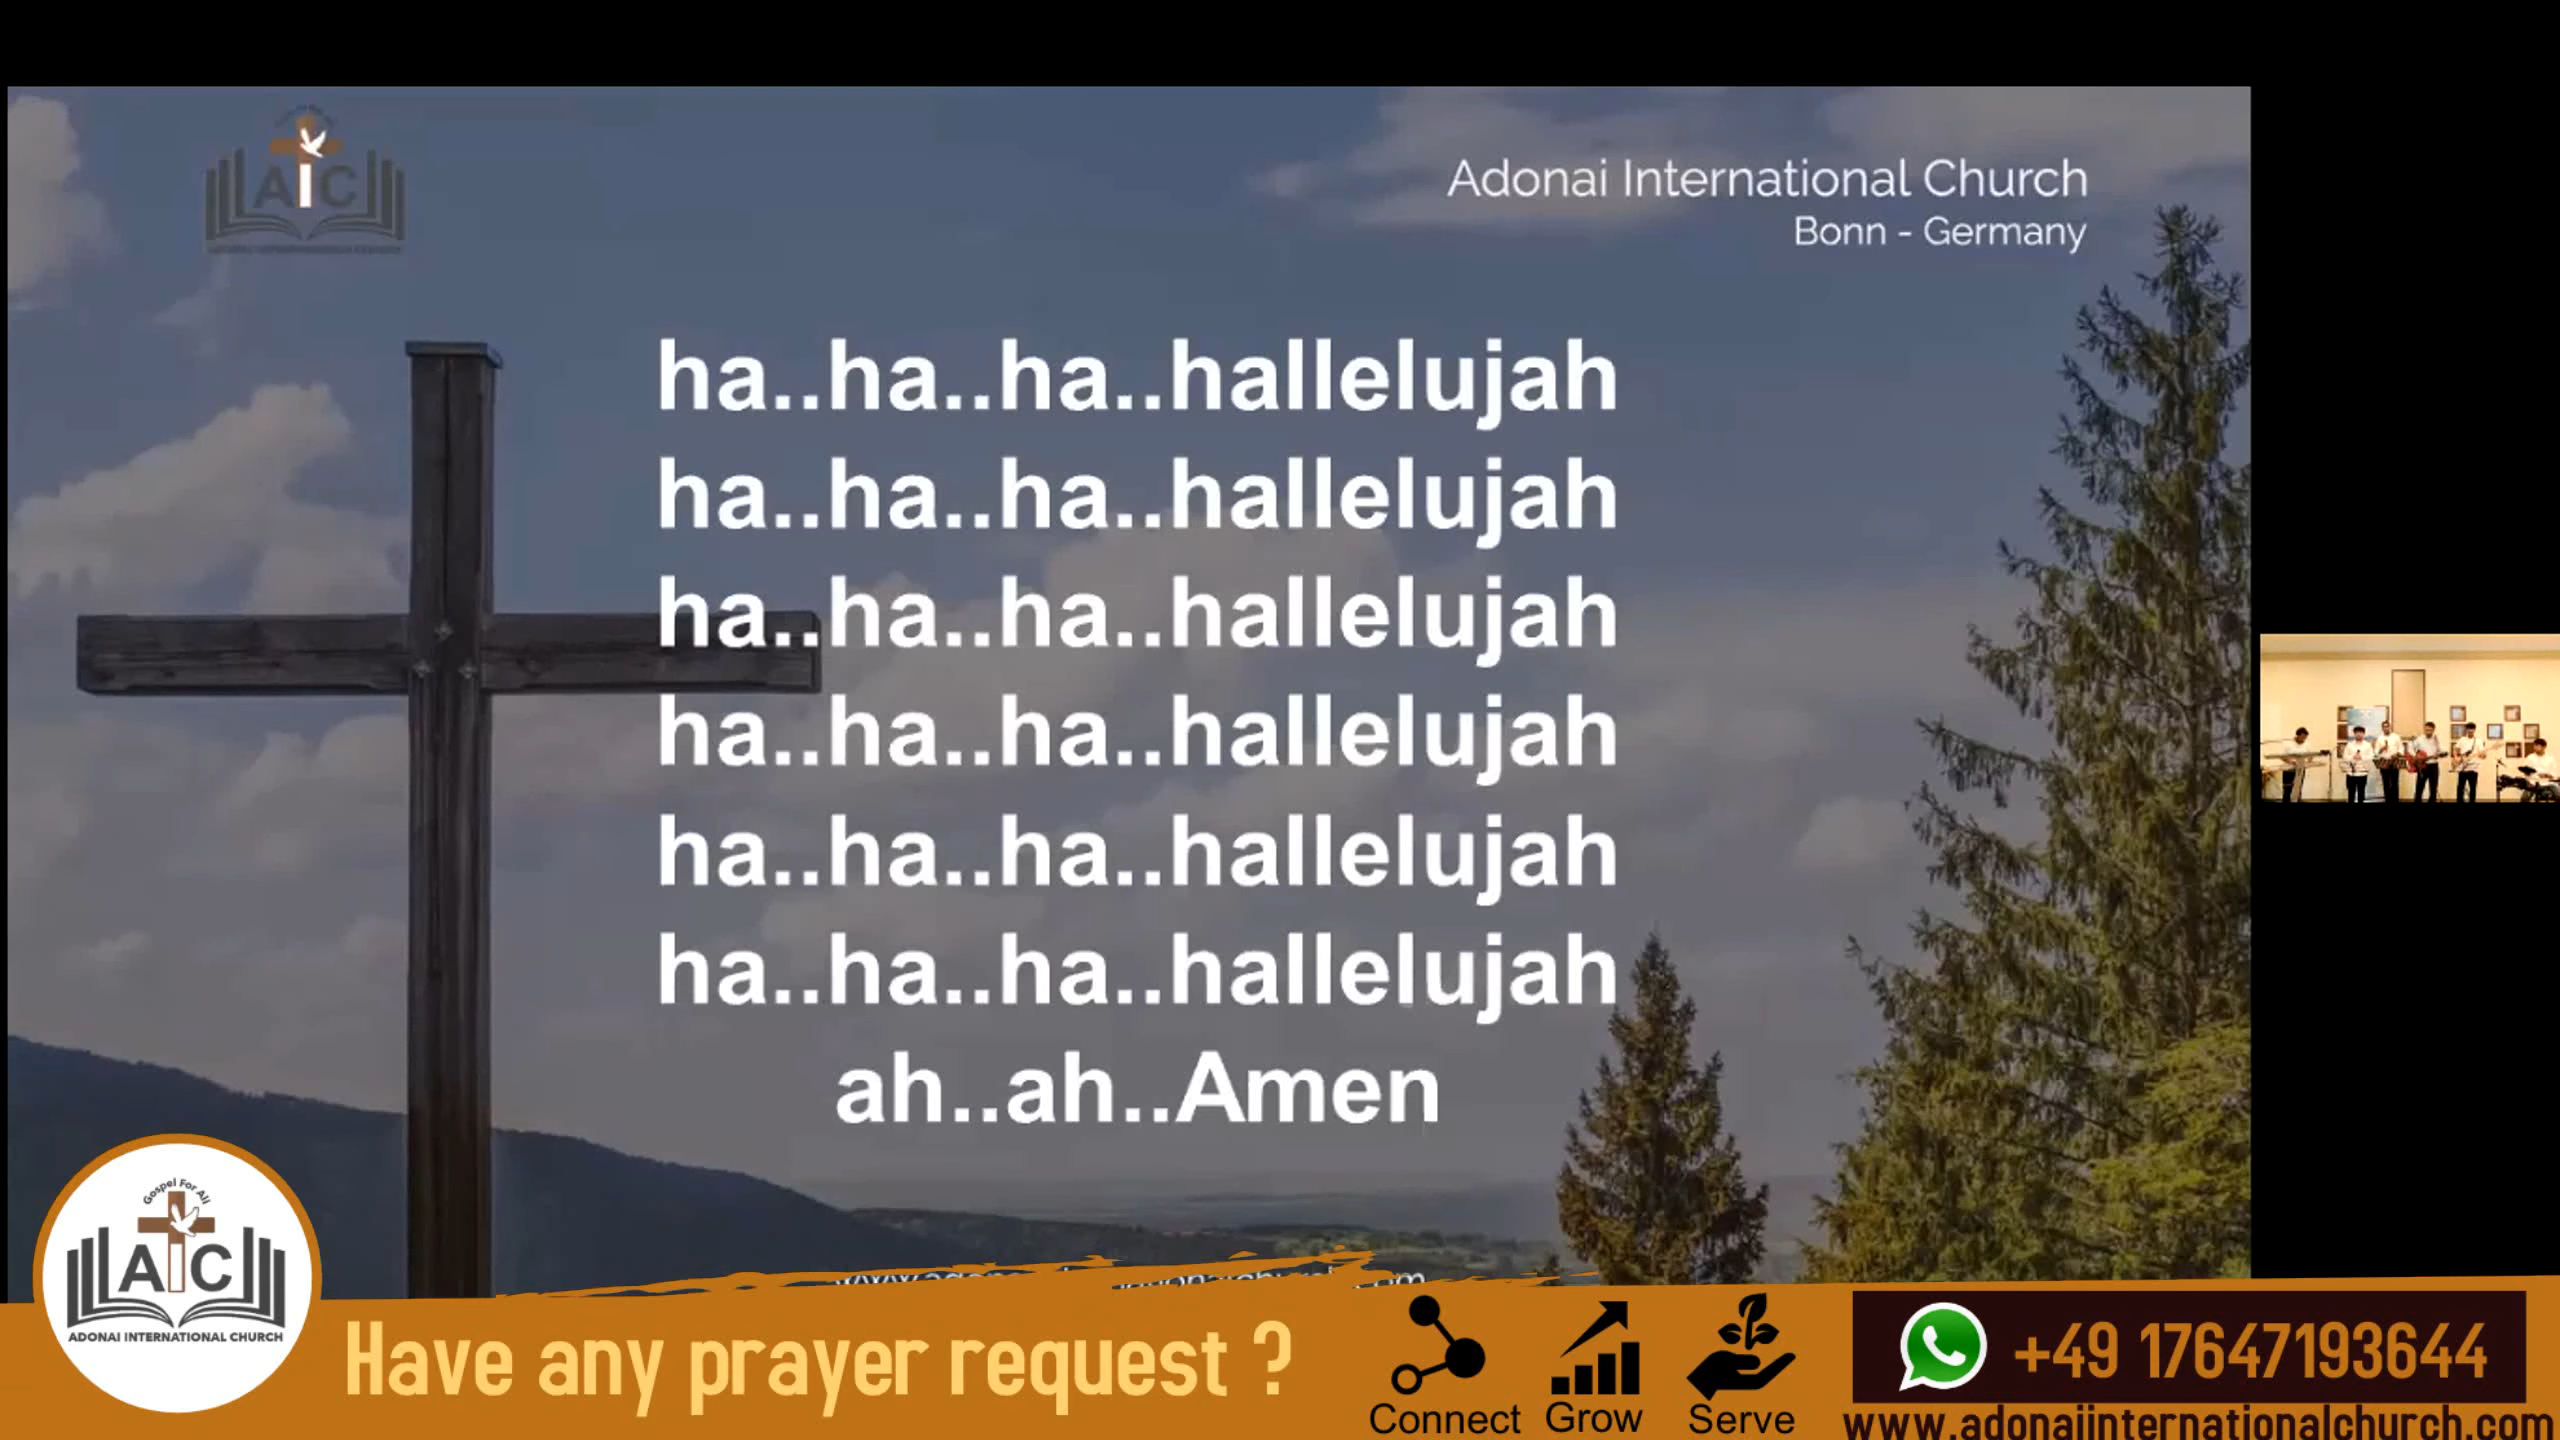 AIC
Adonai International Church
Bonn - Germany
ha..ha..ha..hallelujah
ha..ha..ha..hallelujah
ha..ha..ha..hallelujah
ha..ha..ha..hallelujah
ha..ha..ha..hallelujah
ha..ha..ha..hallelujah
ah..ah..Amen
Gospel For All
AIC
ADONAI INTERNATIONAL CHURCH
Have any prayer request ?
Connect
Grow
Serve
+49 17647193644
www.adonaiinternationalchurch.com